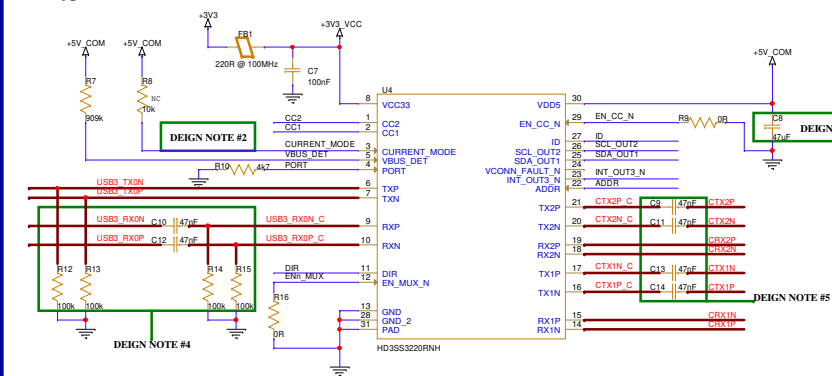 +3V3
+3V3_VCC
FB1
220R @ 100MHz
C7
100nF
+5V_COM
+5V_COM
+5V_COM
R7
909k
R8
NC
10k
DEIGN NOTE #2
CC2
CC1
CURRENT_MODE
VBUS_DET
R10
4k7
PORT
U4
8
VCC33
1
CC2
2
CC1
3
CURRENT_MODE
5
VBUS_DET
4
PORT
6
TXP
7
TXN
9
RXP
10
RXN
11
DIR
12
EN_MUX_N
13
GND
28
GND_2
31
PAD
HD3SS3220RNH
VDD5
30
EN_CC_N
29
ID
27
SCL_OUT2
26
SDA_OUT1
25
VCONN_FAULT_N
24
INT_OUT3_N
23
ADDR
22
TX2P
21
TX2N
20
RX2P
19
RX2N
18
TX1P
17
TX1N
16
RX1P
15
RX1N
14
R9
0R
C8
47uF
DEIGN
ID
SCL_OUT2
SDA_OUT1
INT_OUT3_N
ADDR
CTX2P_C
C9
47nF
CTX2P
CTX2N_C
C11
47nF
CTX2N
CRX2P
CRX2N
CTX1N_C
C13
47nF
CTX1N
CTX1P_C
C14
47nF
CTX1P
DEIGN NOTE #5
CRX1N
CRX1P
USB3_TX0N
USB3_TX0P
USB3_RX0N
C10
47nF
USB3_RX0N_C
USB3_RX0P
C12
47nF
USB3_RX0P_C
R12
100k
R13
100k
R14
100k
R15
100k
DIR
ENn_MUX
R16
0R
DEIGN NOTE #4